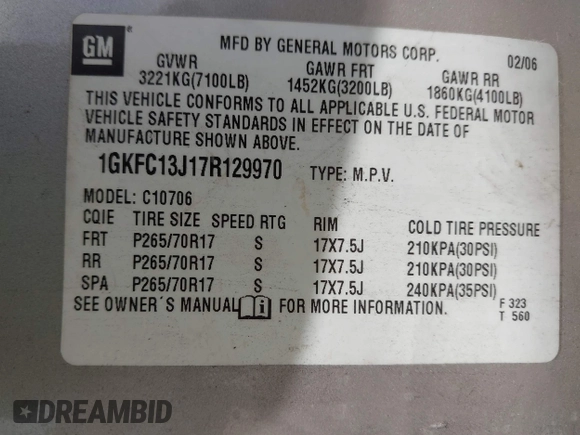 GM
MFD BY GENERAL MOTORS CORP. 02/06
GVWR GAWR FRT GAWR RR
3221KG(7100LB) 1452KG(3200LB) 1860KG(4100LB)
THIS VEHICLE CONFORMS TO ALL APPLICABLE U.S. FEDERAL MOTOR
VEHICLE SAFETY STANDARDS IN EFFECT ON THE DATE OF
MANUFACTURE SHOWN ABOVE.
1GKFC13J17R129970 TYPE: M.P.V.
MODEL: C10706
CQIE TIRE SIZE SPEED RTG RIM COLD TIRE PRESSURE
FRT P265/70R17 S 17X7.5J 210KPA(30PSI)
RR P265/70R17 S 17X7.5J 210KPA(30PSI)
SPA P265/70R17 S 17X7.5J 240KPA(35PSI)
SEE OWNER´S MANUAL i FOR MORE INFORMATION. F 323
T 560
DREAMBID